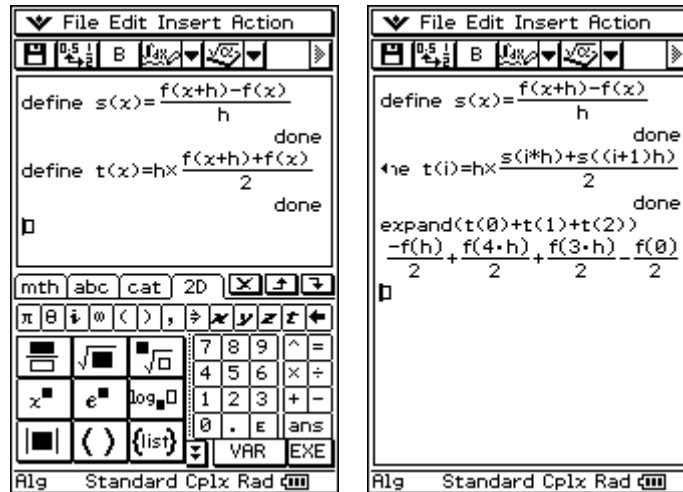 File Edit Insert Action
B
define s(x)=f(x+h)-f(x)/h
done
define t(x)=h×f(x+h)+f(x)/2
done
mth abc cat 2D
π θ i ∞ ( ) , ⇒ x y z t ←
7 8 9 ^ =
4 5 6 × ÷
x■ e■ log■□ 1 2 3 + -
|■| ( ) {list} 0 . E ans
VAR EXE
Alg Standard Cplx Rad
File Edit Insert Action
B
define s(x)=f(x+h)-f(x)/h
done
ne t(i)=h×s(i*h)+s((i+1)h)/2
done
expand(t(0)+t(1)+t(2))
-f(h)/2+f(4·h)/2+f(3·h)/2-f(0)/2
Alg Standard Cplx Rad